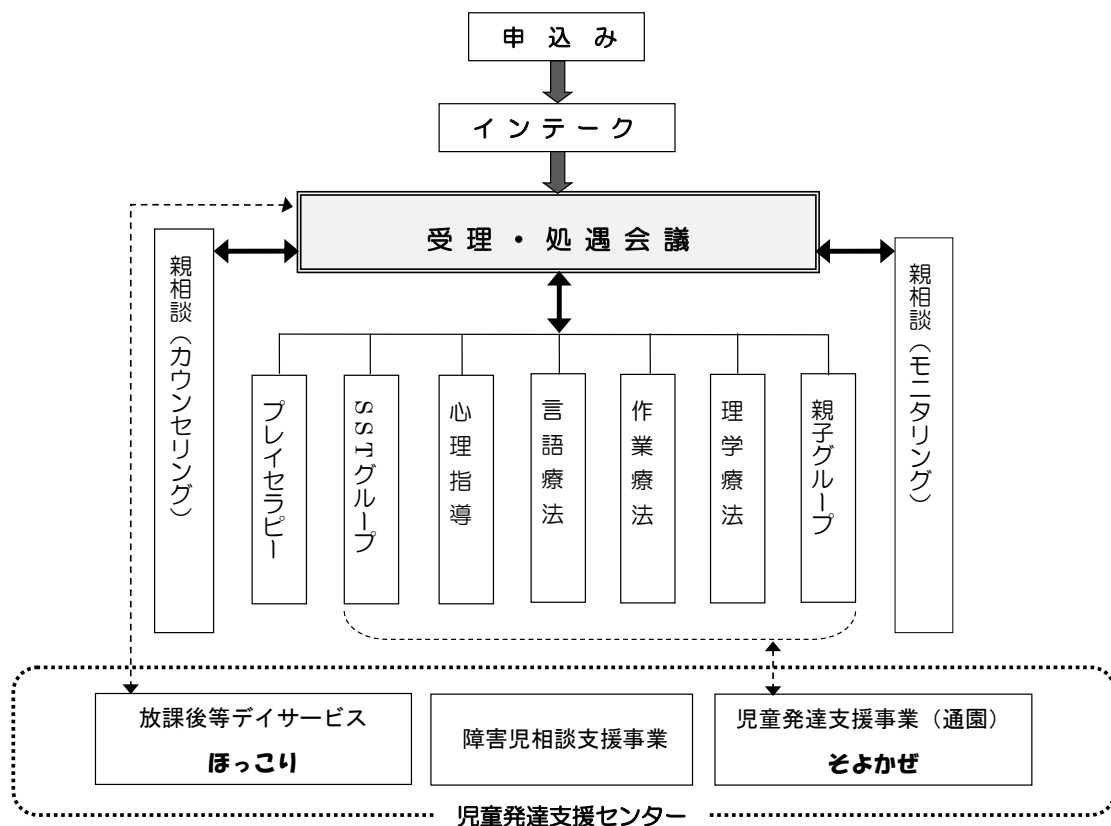 申込み
インテーク
受理・処遇会議
親相談（カウンセリング）
プレイセラピー
SSTグループ
心理指導
言語療法
作業療法
理学療法
親子グループ
親相談（モニタリング）
放課後等デイサービス
ほっこり
障害児相談支援事業
児童発達支援事業（通園）
そよかぜ
児童発達支援センター